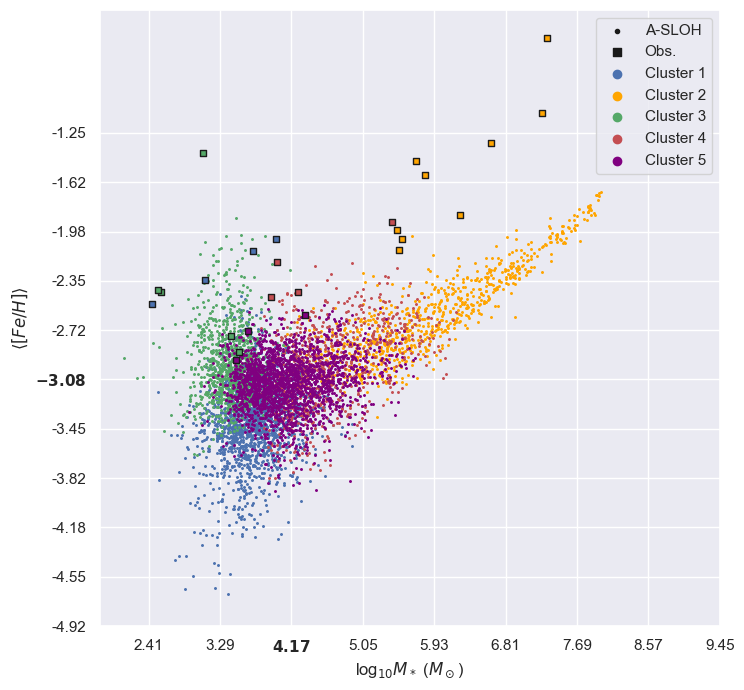 A-SLOH
Obs.
Cluster 1
Cluster 2
Cluster 3
Cluster 4
Cluster 5
-1.25
-1.62
-1.98
-2.35
-2.72
−3.08
-3.45
-3.82
-4.18
-4.55
-4.92
⟨[Fe/H]⟩
2.41 3.29 4.17 5.05 5.93 6.81 7.69 8.57 9.45
log₁₀M* (M⊙)